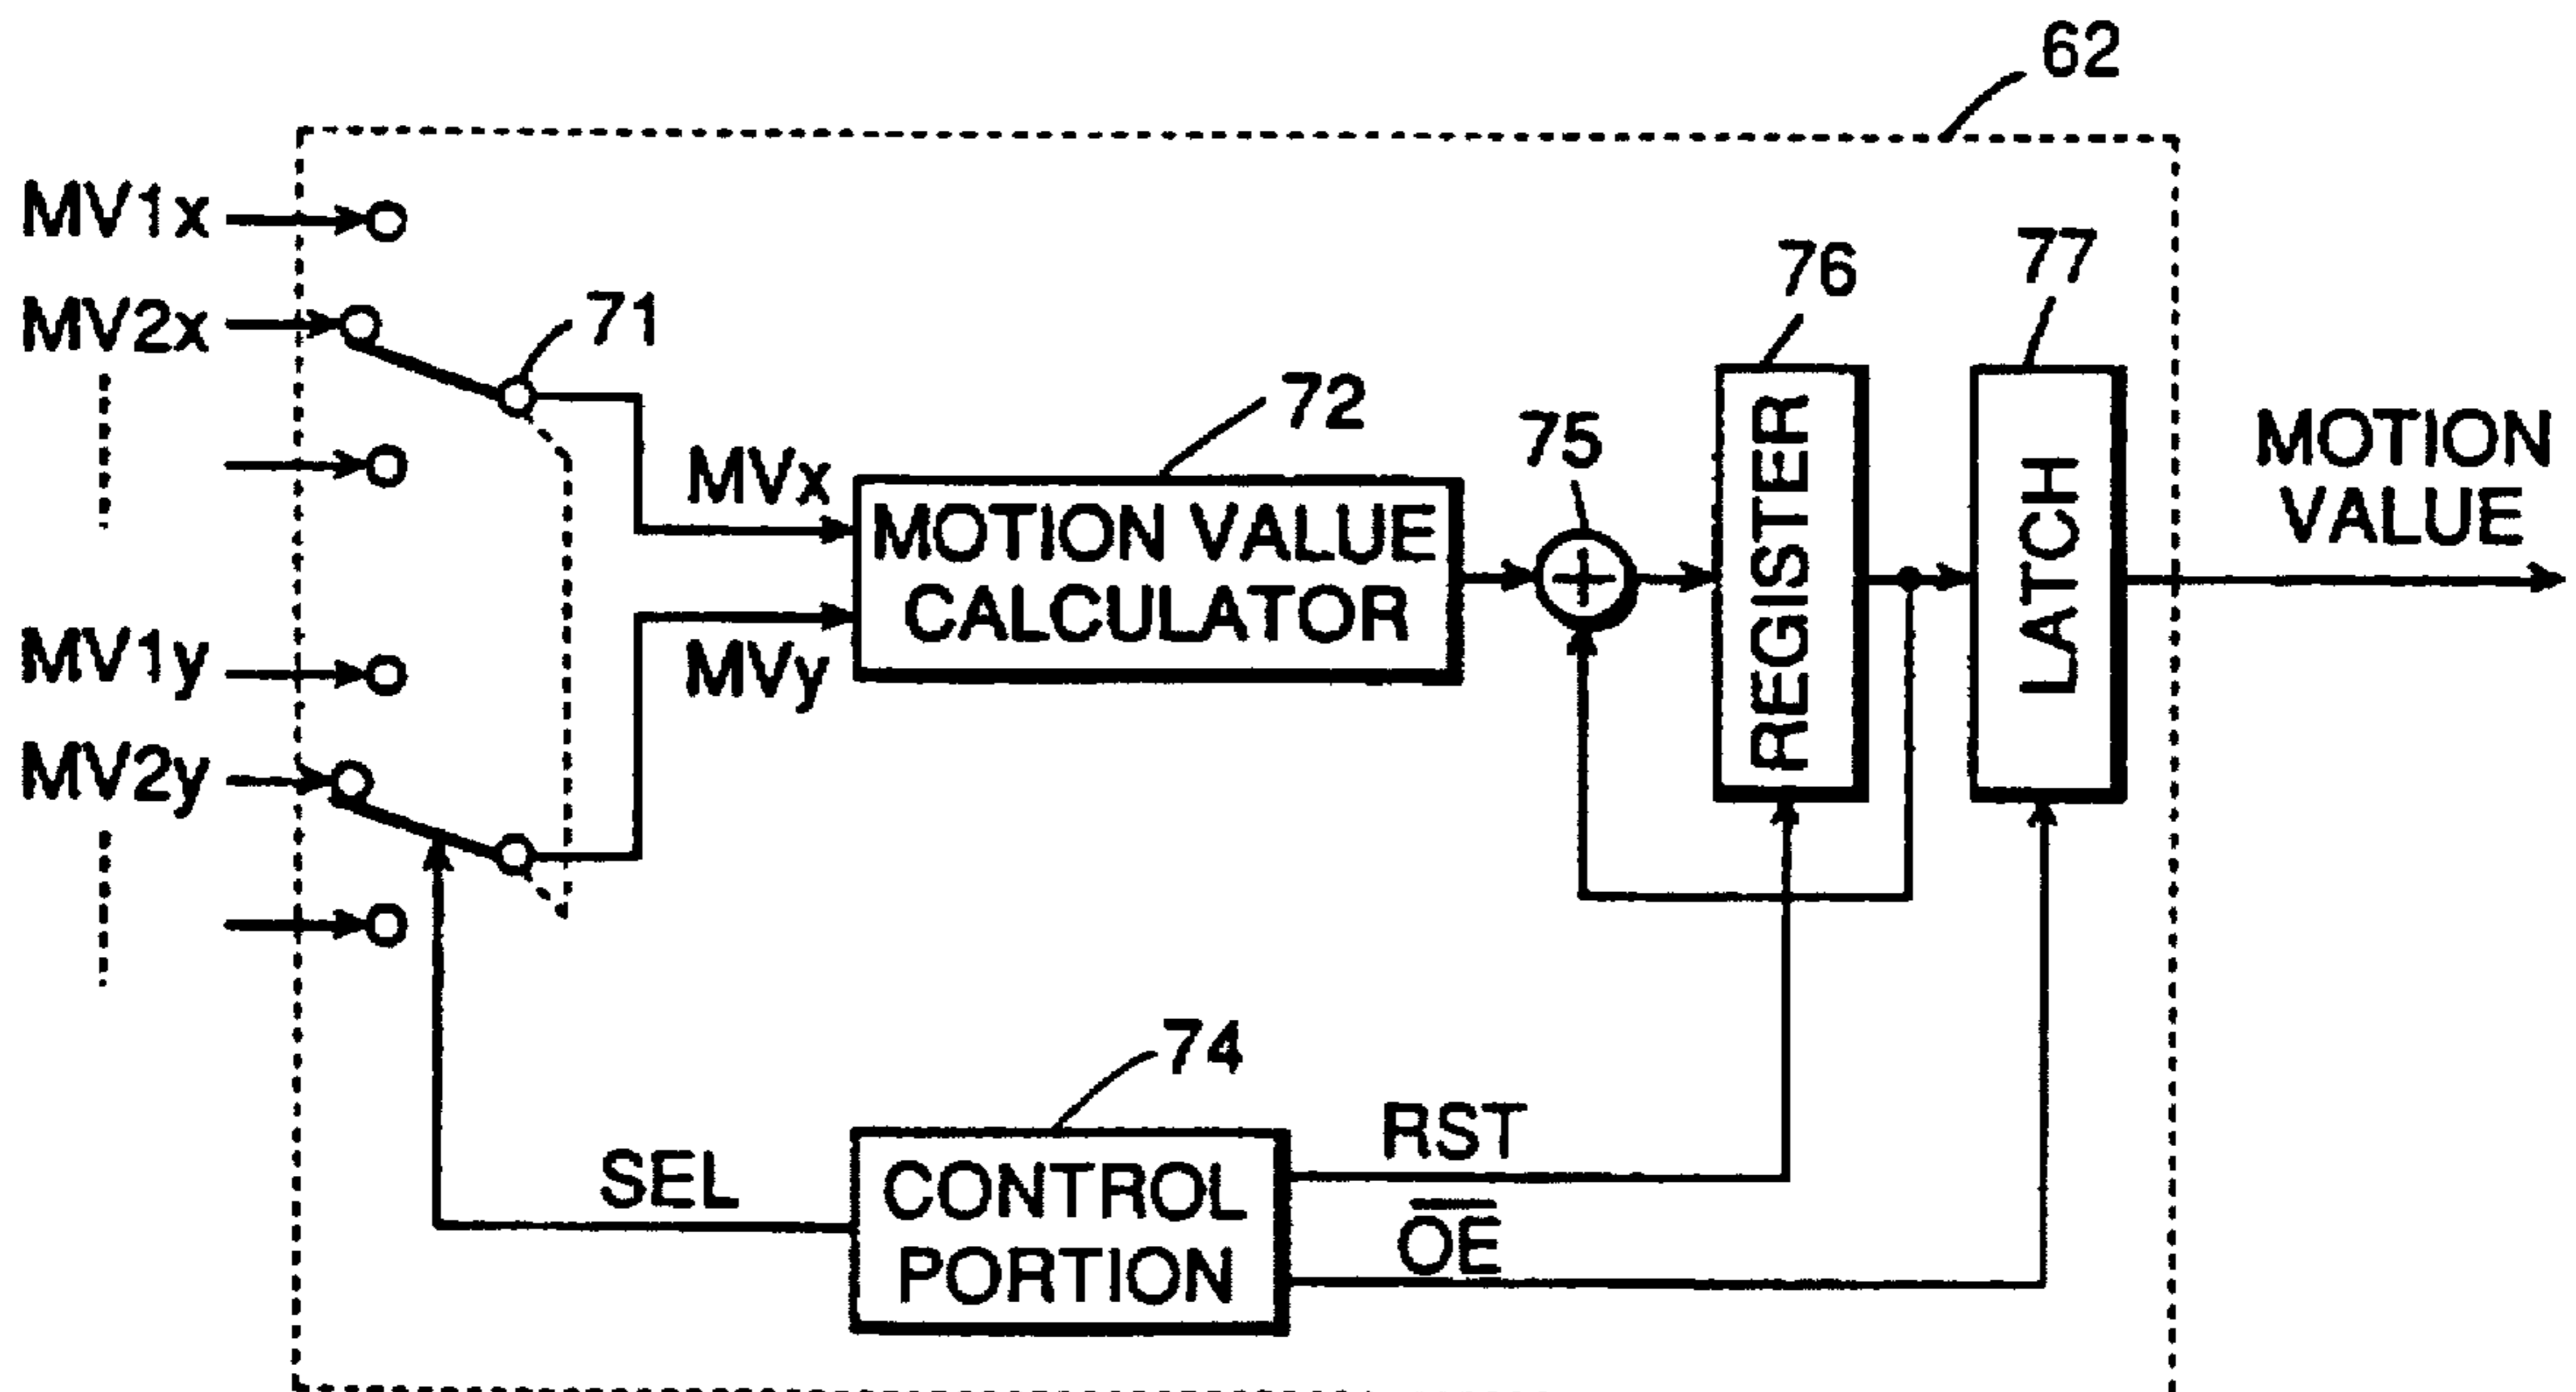 62
MV1x
MV2x
71
72
75
76
77
MVx
MVy
MOTION VALUE
CALCULATOR
REGISTER
LATCH
MOTION
VALUE
MV1y
MV2y
74
SEL
CONTROL
PORTION
RST
O̅E̅